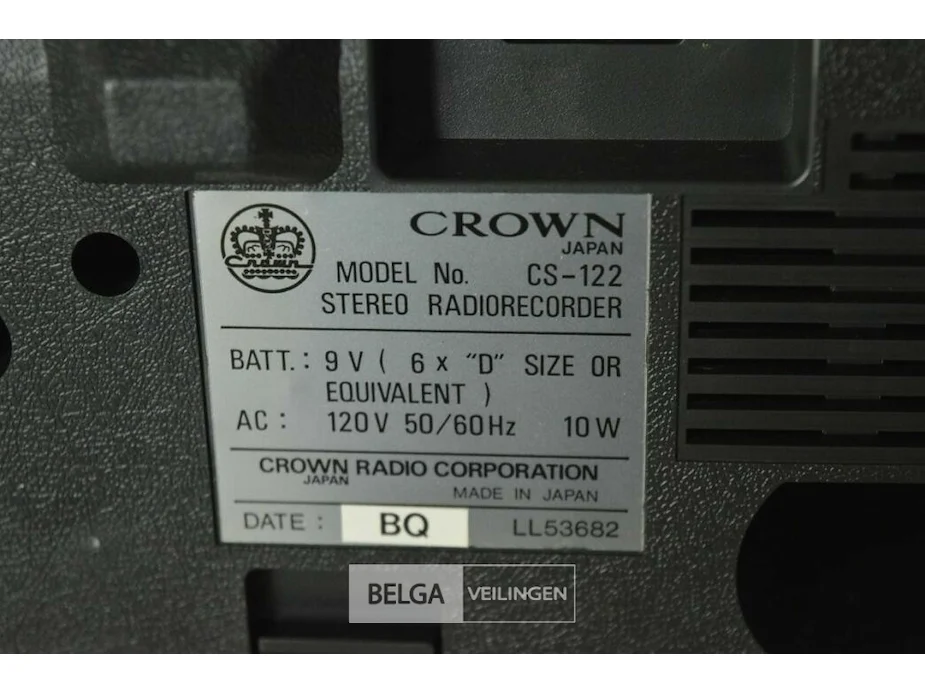 CROWN
JAPAN
MODEL No. CS-122
STEREO RADIORECORDER
BATT.: 9V ( 6 x "D" SIZE OR
EQUIVALENT )
AC: 120V 50/60Hz 10W
CROWN RADIO CORPORATION
JAPAN
MADE IN JAPAN
DATE: BQ LL53682
BELGA VEILINGEN